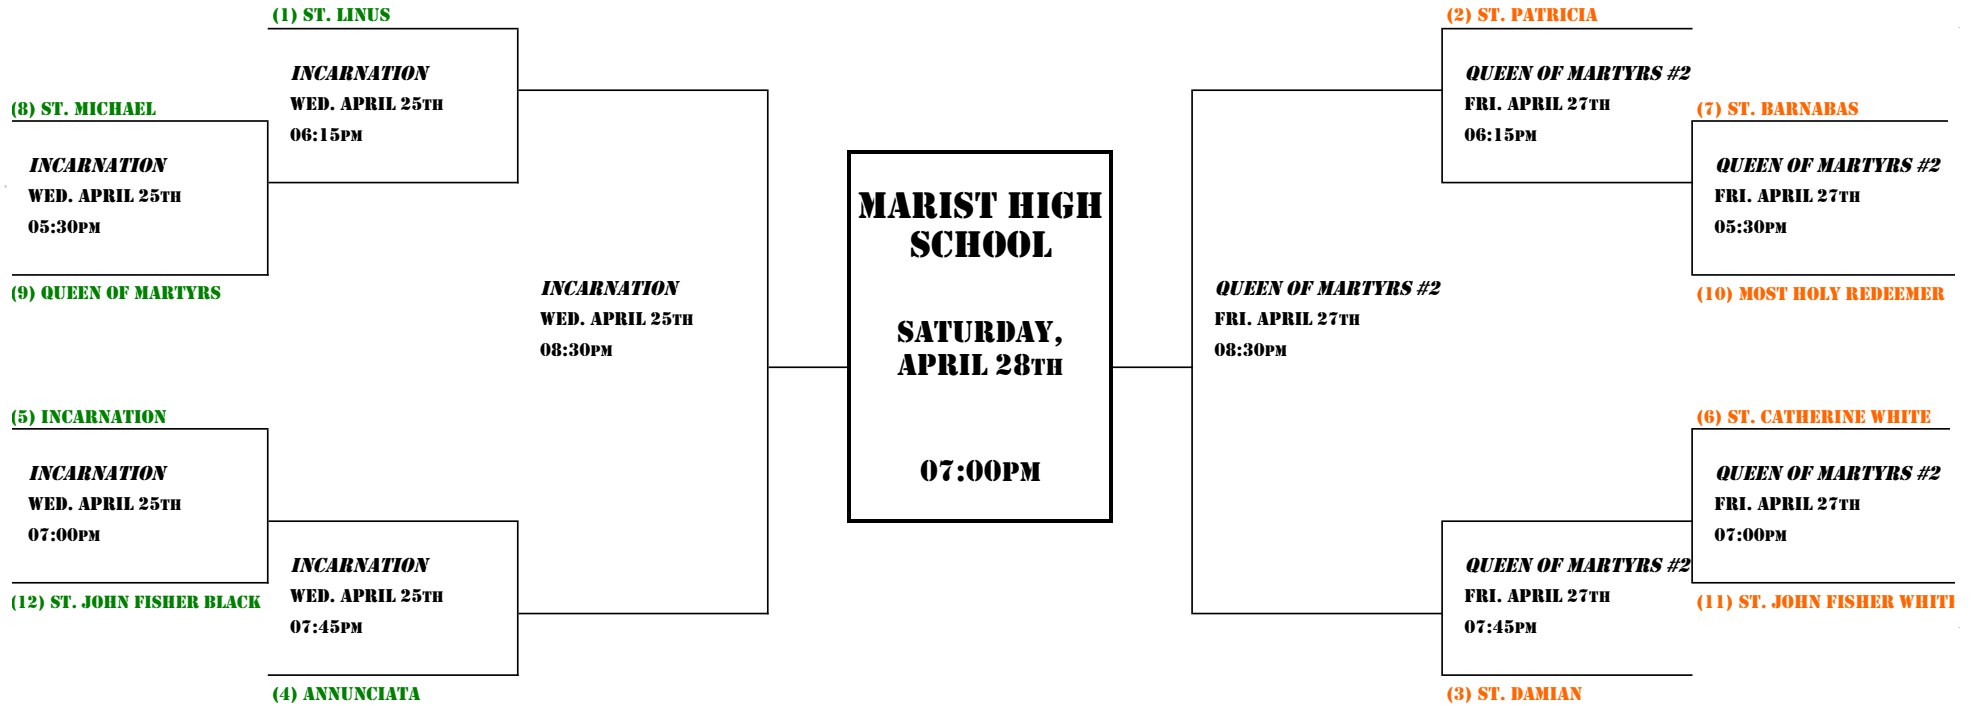 (1) ST. LINUS
INCARNATION
WED. APRIL 25TH
06:15PM
(8) ST. MICHAEL
INCARNATION
WED. APRIL 25TH
05:30PM
(9) QUEEN OF MARTYRS
INCARNATION
WED. APRIL 25TH
08:30PM
(5) INCARNATION
INCARNATION
WED. APRIL 25TH
07:00PM
(12) ST. JOHN FISHER BLACK
INCARNATION
WED. APRIL 25TH
07:45PM
(4) ANNUNCIATA
MARIST HIGH
SCHOOL
SATURDAY,
APRIL 28TH
07:00PM
(2) ST. PATRICIA
QUEEN OF MARTYRS #2
FRI. APRIL 27TH
06:15PM
(7) ST. BARNABAS
QUEEN OF MARTYRS #2
FRI. APRIL 27TH
05:30PM
(10) MOST HOLY REDEEMER
QUEEN OF MARTYRS #2
FRI. APRIL 27TH
08:30PM
(6) ST. CATHERINE WHITE
QUEEN OF MARTYRS #2
FRI. APRIL 27TH
07:00PM
(11) ST. JOHN FISHER WHITE
QUEEN OF MARTYRS #2
FRI. APRIL 27TH
07:45PM
(3) ST. DAMIAN